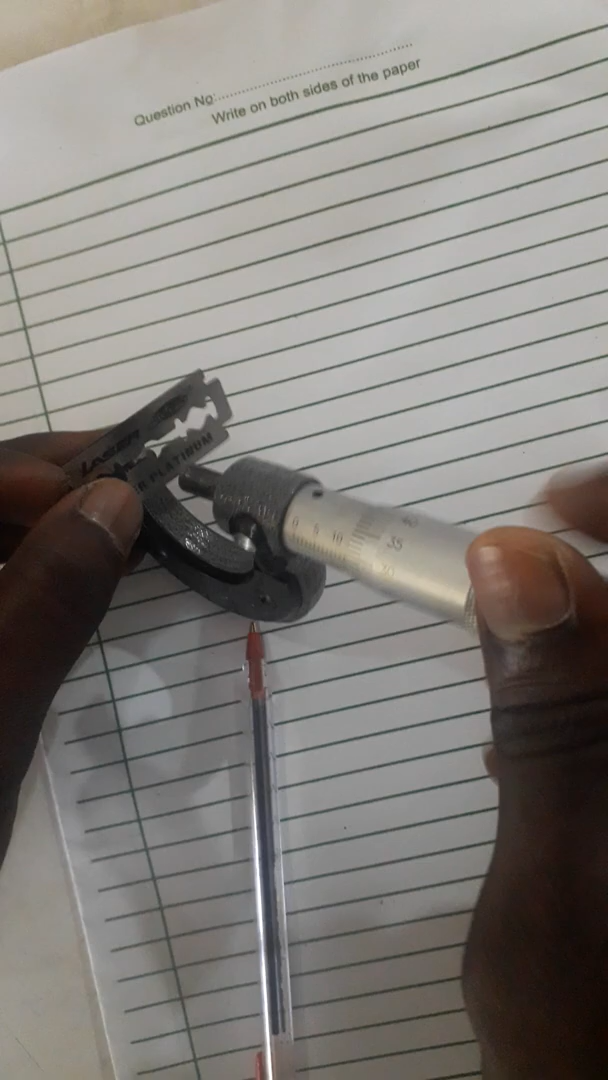 Question No:
Write on both sides of the paper
LASER
PLATINUM
0 5 10
40
35
30